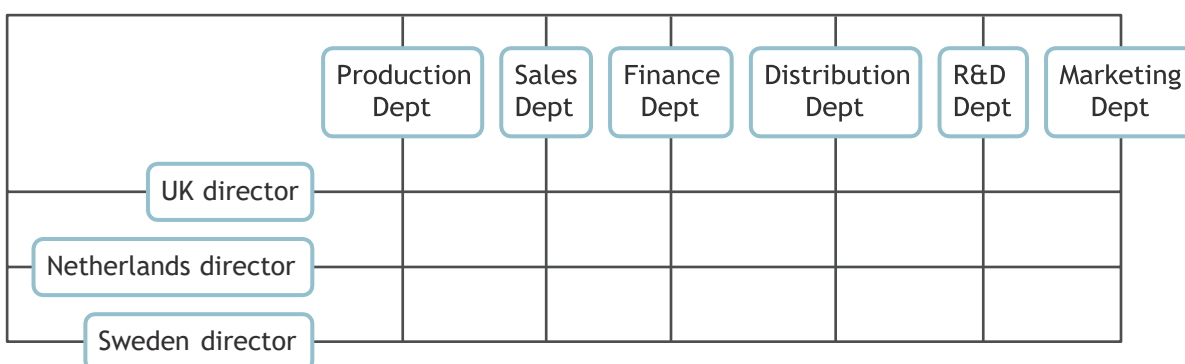 Production
Dept
Sales
Dept
Finance
Dept
Distribution
Dept
R&D
Dept
Marketing
Dept
UK director
Netherlands director
Sweden director